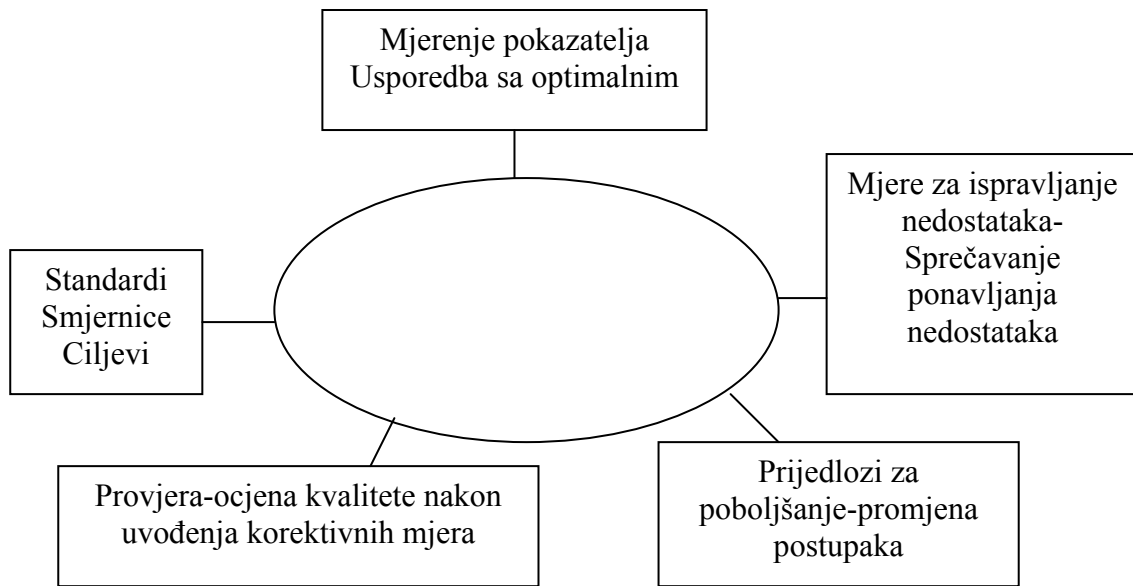 Mjerenje pokazatelja
Usporedba sa optimalnim
Mjere za ispravljanje
nedostataka-
Sprečavanje
ponavljanja
nedostataka
Standardi
Smjernice
Ciljevi
Prijedlozi za
poboljšanje-promjena
postupaka
Provjera-ocjena kvalitete nakon
uvođenja korektivnih mjera